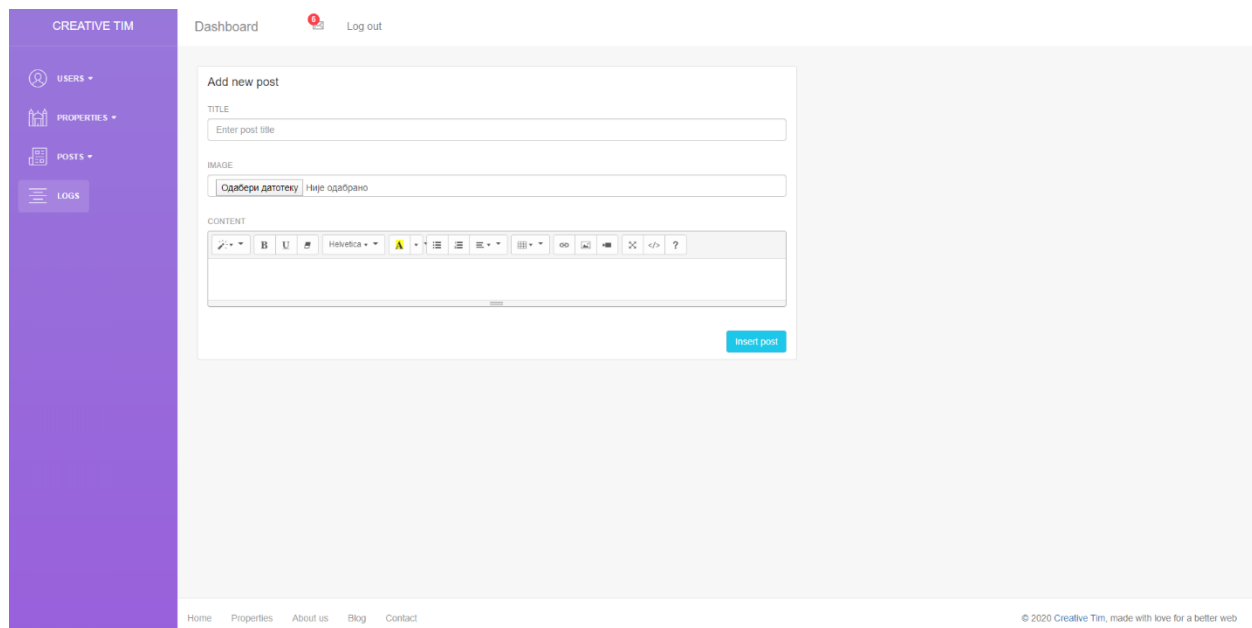 CREATIVE TIM
Dashboard 6 Log out
USERS
PROPERTIES
POSTS
LOGS
Add new post
TITLE
Enter post title
IMAGE
Одабери датотеку Није одабрано
CONTENT
B U Helvetica A </> ?
Insert post
Home Properties About us Blog Contact
© 2020 Creative Tim, made with love for a better web